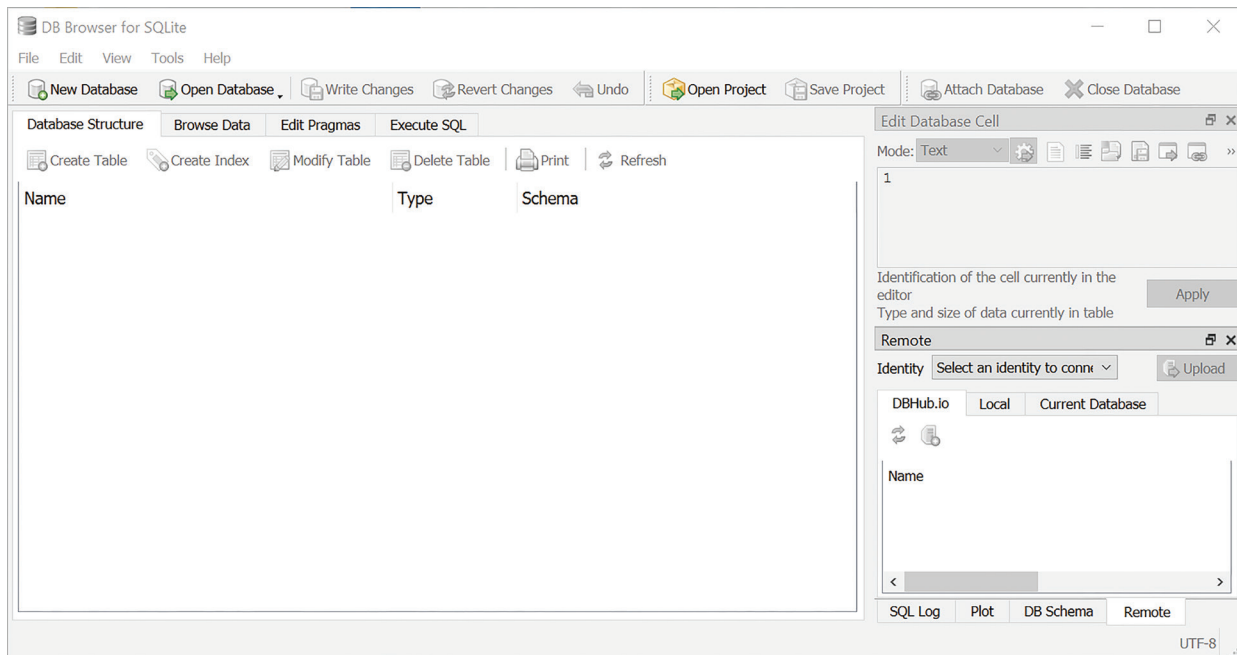 DB Browser for SQLite
File Edit View Tools Help
New Database Open Database Write Changes Revert Changes Undo Open Project Save Project Attach Database Close Database
Database Structure Browse Data Edit Pragmas Execute SQL
Create Table Create Index Modify Table Delete Table Print Refresh
Name Type Schema
Edit Database Cell
Mode: Text
1
Identification of the cell currently in the
editor
Type and size of data currently in table
Apply
Remote
Identity Select an identity to conne Upload
DBHub.io Local Current Database
Name
SQL Log Plot DB Schema Remote
UTF-8